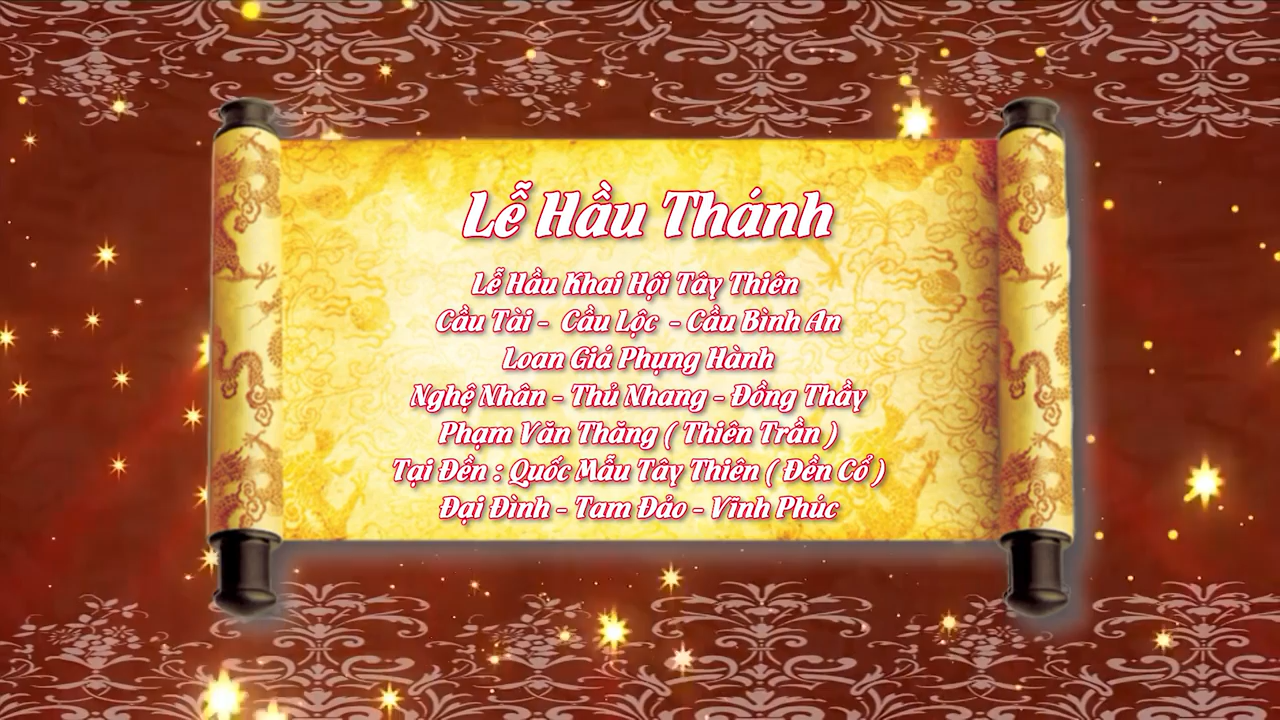 Lễ Hầu Thánh
Lễ Hầu Khai Hội Tây Thiên
Cầu Tài - Cầu Lộc - Cầu Bình An
Loan Giá Phụng Hành
Nghệ Nhân - Thủ Nhang - Đồng Thầy
Phạm Văn Thăng ( Thiên Trần )
Tại Đền : Quốc Mẫu Tây Thiên ( Đền Cổ )
Đại Đình - Tam Đảo - Vĩnh Phúc